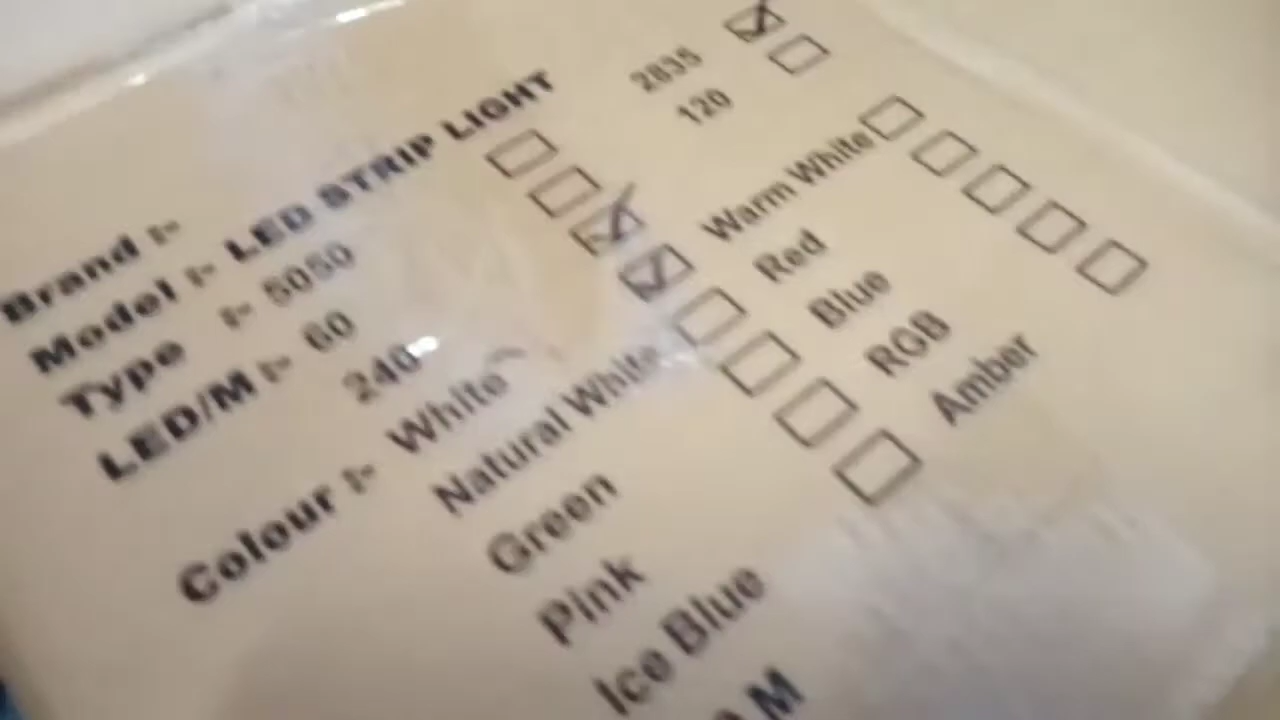 Brand :-
Model :- LED STRIP LIGHT
Type :- 5050 ☐ 2835 ☒
LED/M :- 60 ☐ 120 ☐
240 ☒
Colour :- White ☑ Warm White ☐
Natural White ☐ Red ☐
Green ☐ Blue ☐
Pink ☐ RGB ☐
Ice Blue ☐ Amber ☐
M